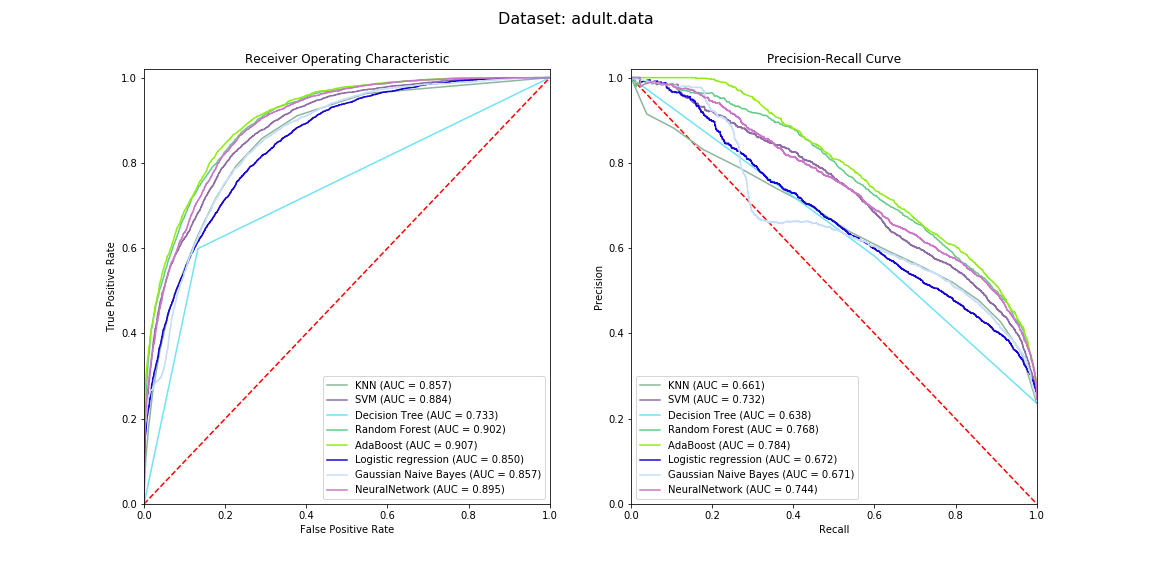 Dataset: adult.data
Receiver Operating Characteristic
1.0
0.8
0.6
0.4
0.2
0.0
True Positive Rate
KNN (AUC = 0.857)
SVM (AUC = 0.884)
Decision Tree (AUC = 0.733)
Random Forest (AUC = 0.902)
AdaBoost (AUC = 0.907)
Logistic regression (AUC = 0.850)
Gaussian Naive Bayes (AUC = 0.857)
NeuralNetwork (AUC = 0.895)
0.0 0.2 0.4 0.6 0.8 1.0
False Positive Rate
Precision-Recall Curve
1.0
0.8
0.6
0.4
0.2
0.0
Precision
KNN (AUC = 0.661)
SVM (AUC = 0.732)
Decision Tree (AUC = 0.638)
Random Forest (AUC = 0.768)
AdaBoost (AUC = 0.784)
Logistic regression (AUC = 0.672)
Gaussian Naive Bayes (AUC = 0.671)
NeuralNetwork (AUC = 0.744)
0.0 0.2 0.4 0.6 0.8 1.0
Recall